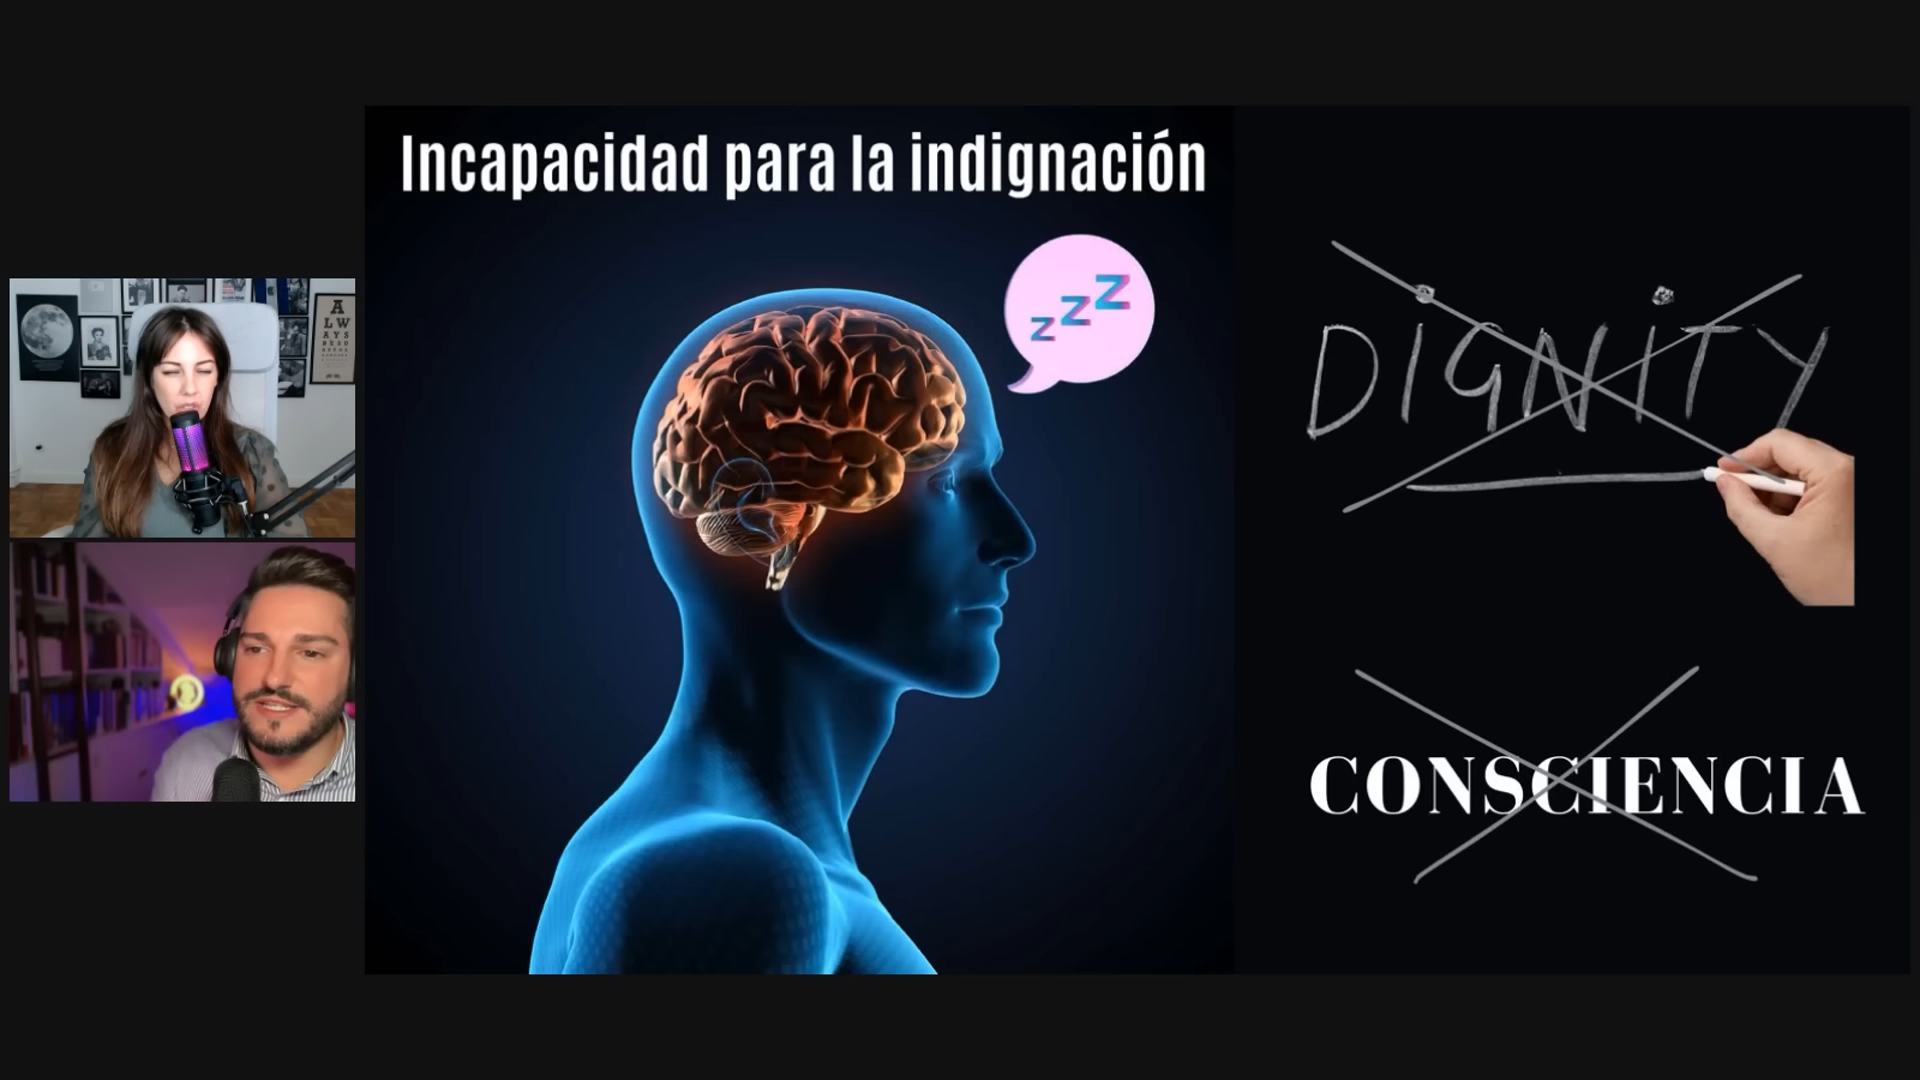 Incapacidad para la indignación
z z Z
DiGNiTY
CONSCIENCIA
A
L W
A Y S